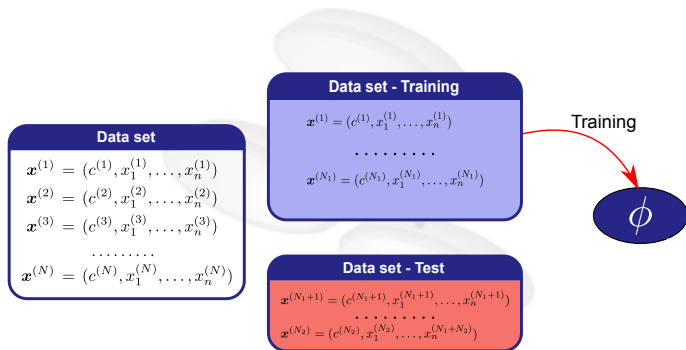 Data set
x^{(1)} = (c^{(1)}, x_1^{(1)}, . . . , x_n^{(1)})
x^{(2)} = (c^{(2)}, x_1^{(2)}, . . . , x_n^{(2)})
x^{(3)} = (c^{(3)}, x_1^{(3)}, . . . , x_n^{(3)})
. . . . . . . . .
x^{(N)} = (c^{(N)}, x_1^{(N)}, . . . , x_n^{(N)})
Data set - Training
x^{(1)} = (c^{(1)}, x_1^{(1)}, . . . , x_n^{(1)})
. . . . . . . . .
x^{(N_1)} = (c^{(N_1)}, x_1^{(N_1)}, . . . , x_n^{(N_1)})
Data set - Test
x^{(N_1+1)} = (c^{(N_1+1)}, x_1^{(N_1+1)}, . . . , x_n^{(N_1+1)})
. . . . . . . . .
x^{(N_2)} = (c^{(N_2)}, x_1^{(N_2)}, . . . , x_n^{(N_1+N_2)})
Training
ϕ